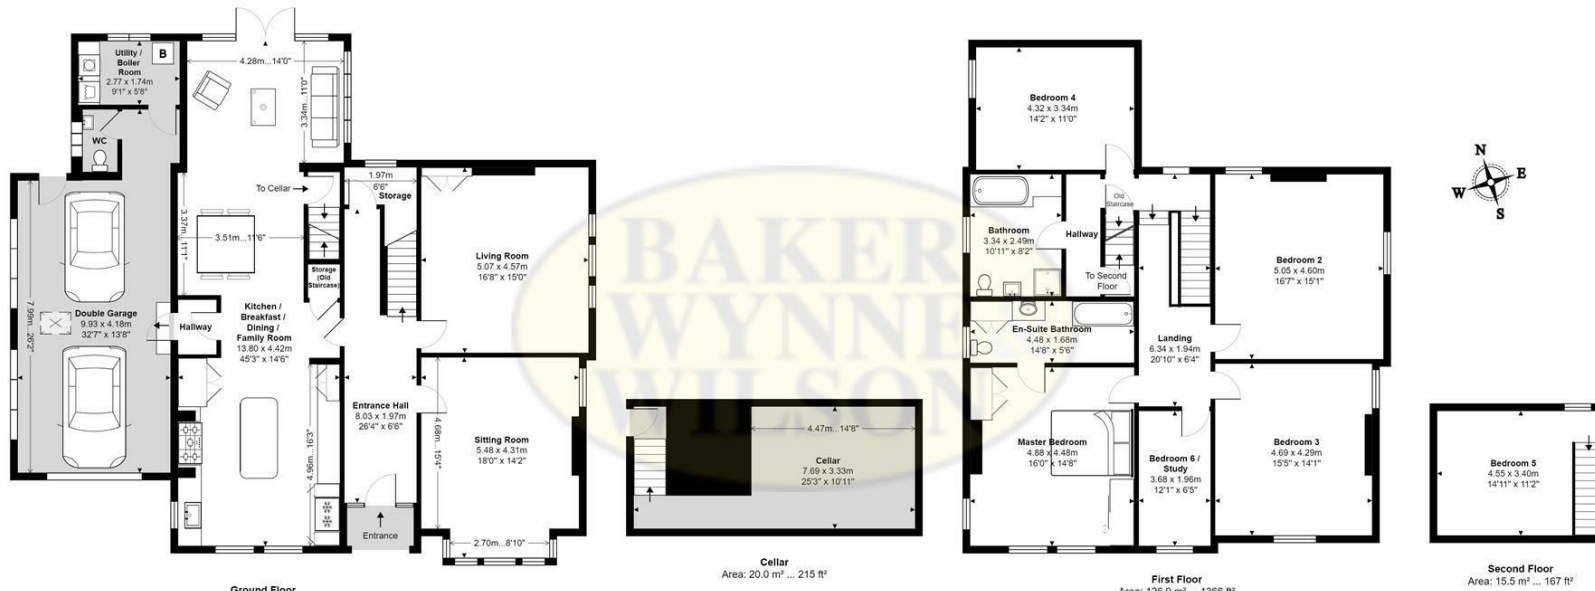 Utility /
Boiler
Room
2.77 x 1.74m
9'1" x 5'8"
B
4.28m...14'0"
3.34m...11'0"
WC
To Cellar
1.97m
6'6"
Storage
3.37m...11'1"
3.51m...11'6"
Storage
(Old
Staircase)
Living Room
5.07 x 4.57m
16'8" x 15'0"
7.99m...26'2"
Double Garage
9.93 x 4.18m
32'7" x 13'8"
Hallway
Kitchen /
Breakfast /
Dining /
Family Room
13.80 x 4.42m
45'3" x 14'6"
Entrance Hall
8.03 x 1.97m
26'4" x 6'6"
4.96m...16'3"
4.68m...15'4"
Sitting Room
5.48 x 4.31m
18'0" x 14'2"
Entrance
2.70m...8'10"
Ground Floor
BAKER
WYNNE
WILSON
4.47m...14'8"
Cellar
7.69 x 3.33m
25'3" x 10'11"
Cellar
Area: 20.0 m² ... 215 ft²
Bedroom 4
4.32 x 3.34m
14'2" x 11'0"
Old
Staircase
Bathroom
3.34 x 2.49m
10'11" x 8'2"
Hallway
To Second
Floor
Bedroom 2
5.05 x 4.60m
16'7" x 15'1"
En-Suite Bathroom
4.48 x 1.68m
14'8" x 5'6"
Landing
6.34 x 1.94m
20'10" x 6'4"
Master Bedroom
4.88 x 4.48m
16'0" x 14'8"
Bedroom 6 /
Study
3.68 x 1.96m
12'1" x 6'5"
Bedroom 3
4.69 x 4.29m
15'5" x 14'1"
First Floor
Area: 126.9 m² ... 1366 ft²
N
E
W
S
Bedroom 5
4.55 x 3.40m
14'11" x 11'2"
Second Floor
Area: 15.5 m² ... 167 ft²